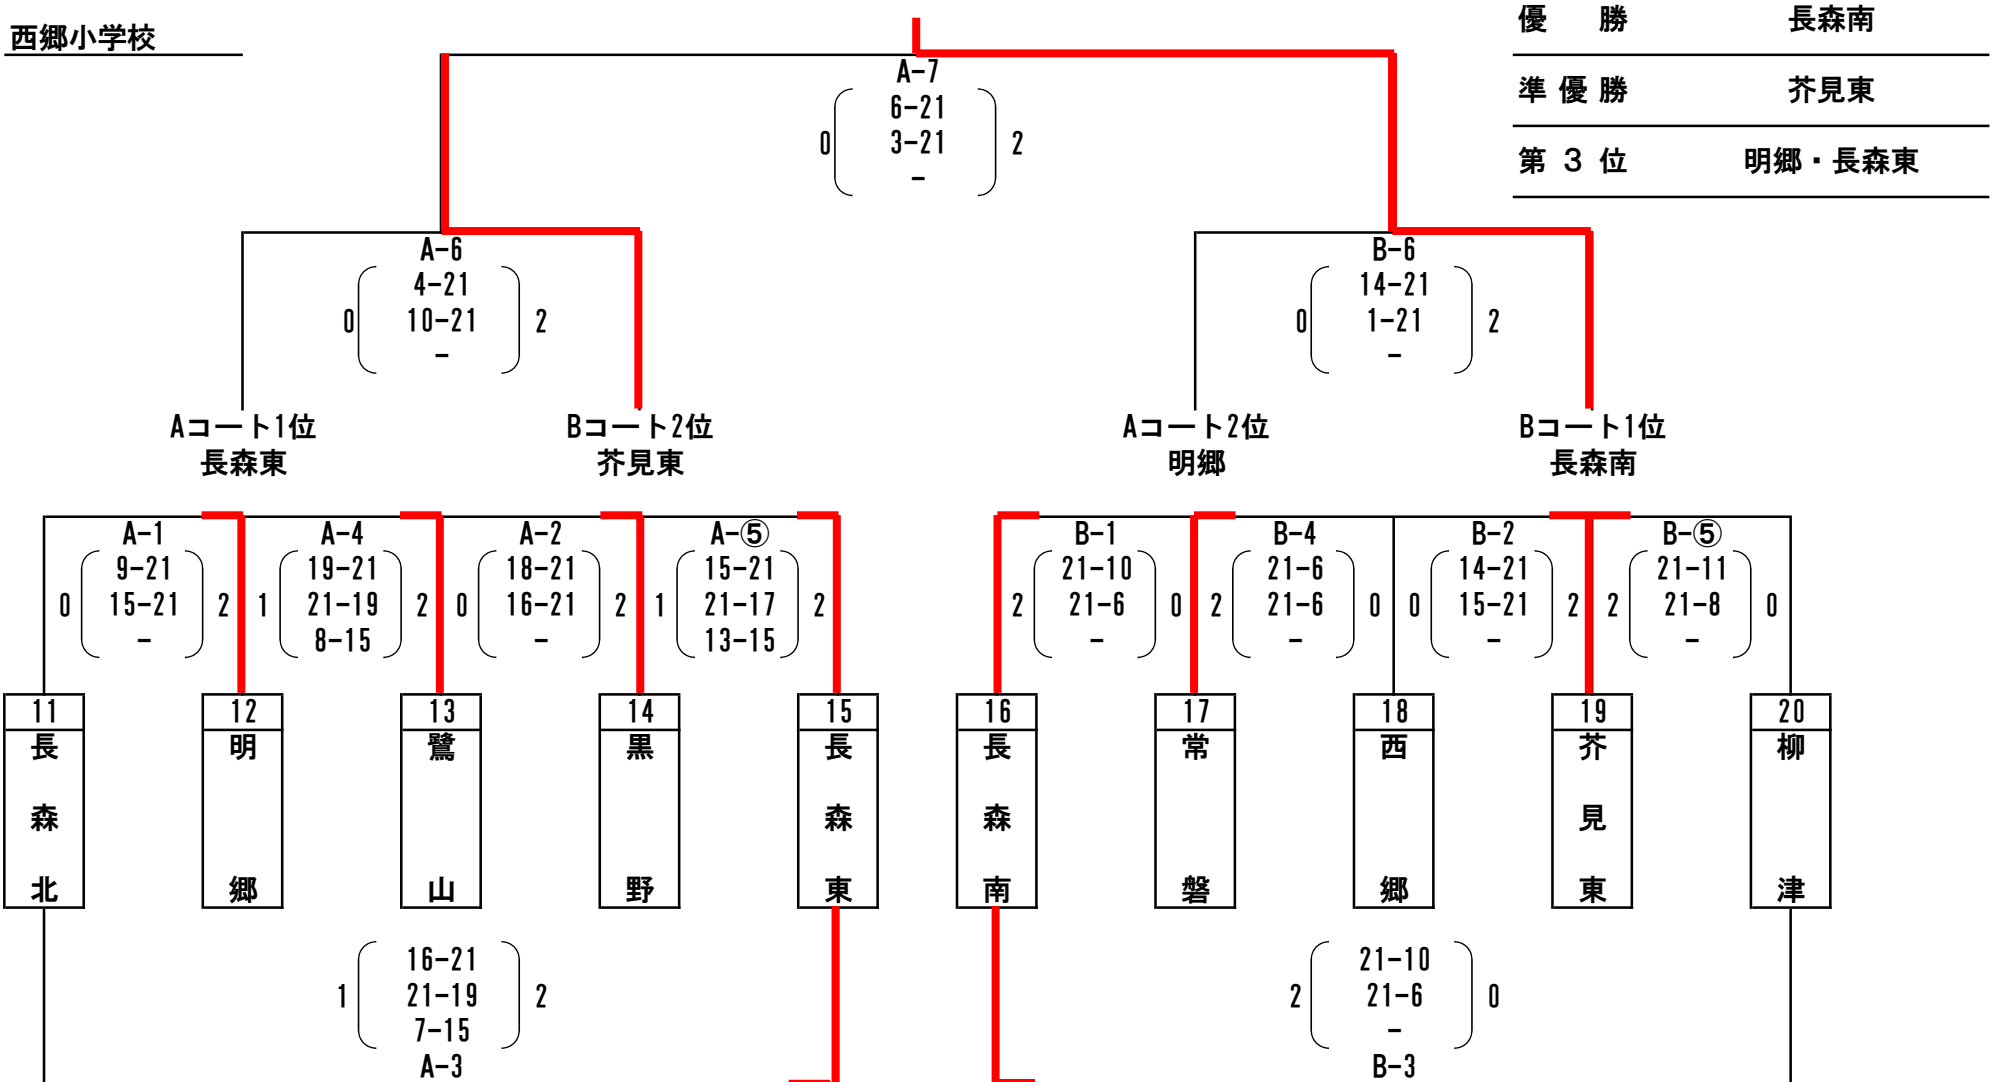 西郷小学校
優 勝 長森南
準優勝 芥見東
第3位 明郷・長森東
A-7
6-21
0 3-21 2
-
A-6
4-21
0 10-21 2
-
B-6
14-21
0 1-21 2
-
Aコート1位
長森東
Bコート2位
芥見東
Aコート2位
明郷
Bコート1位
長森南
A-1
9-21
0 15-21 2
-
A-4
19-21
1 21-19 2
8-15
A-2
18-21
0 16-21 2
-
A-⑤
15-21
1 21-17 2
13-15
B-1
21-10
2 21-6 0
-
B-4
21-6
2 21-6 0
-
B-2
14-21
0 15-21 2
-
B-⑤
21-11
2 21-8 0
-
11
長森北
12
明郷
13
鷺山
14
黒野
15
長森東
16
長森南
17
常磐
18
西郷
19
芥見東
20
柳津
16-21
1 21-19 2
7-15
A-3
21-10
2 21-6 0
-
B-3